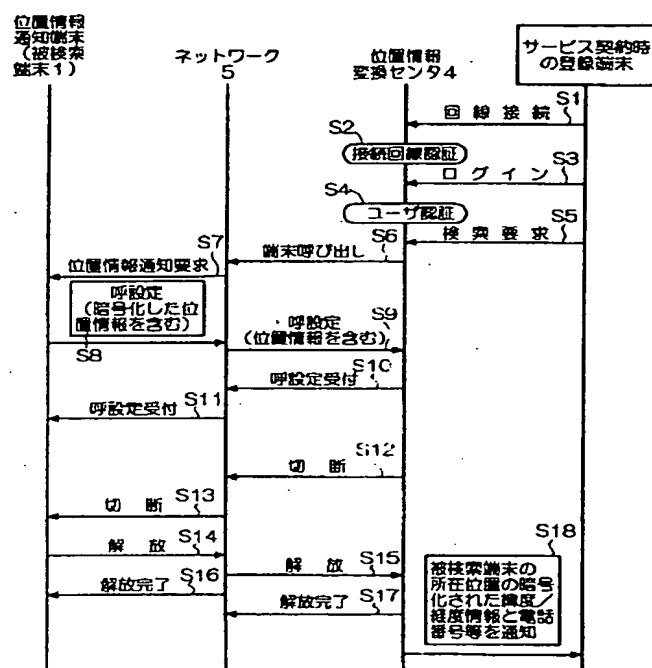 位置情報
通知端末
(被検索
端末1)
ネットワーク
5
位置情報
変換センタ4
サービス契約時
の登録端末
S1
回線接続
S2
接続回線認証
S3
ログイン
S4
ユーザ認証
S5
検索要求
S6
端末呼び出し
S7
位置情報通知要求
呼設定
(暗号化した位
置情報を含む)
S8
S9
呼設定
(位置情報を含む)
S10
呼設定受付
S11
呼設定受付
S12
切断
S13
切断
S14
解放
S15
解放
S16
解放完了
S17
解放完了
S18
被検索端末の
所在位置の暗号
化された緯度/
経度情報と電話
番号等を通知